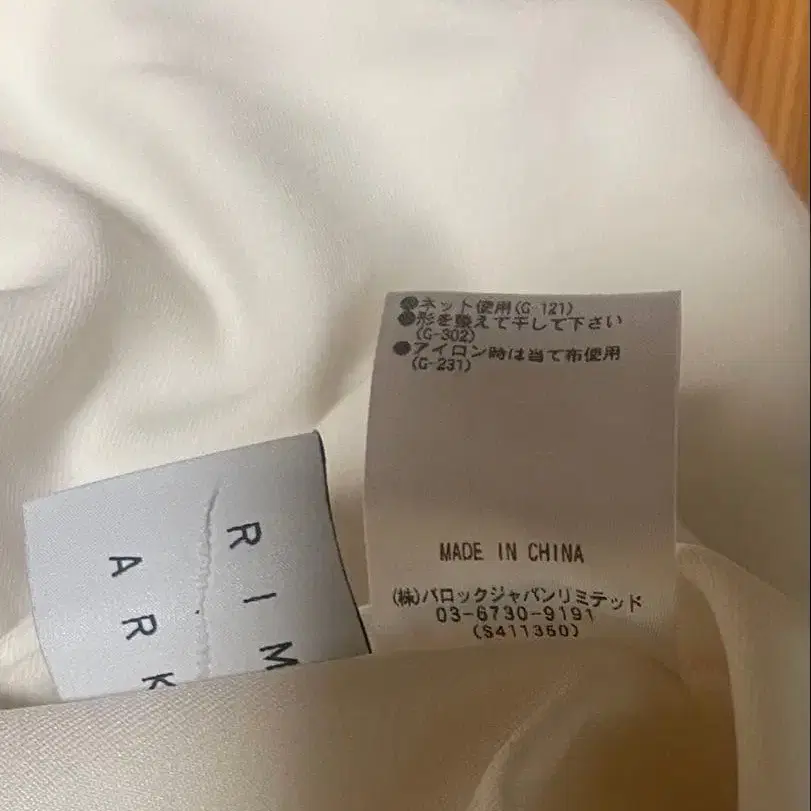 ●ネット使用(G-121)
●形を整えて干して下さい
(G-302)
●アイロン時は当て布使用
(G-231)
MADE IN CHINA
(株)バロックジャパンリミテッド
03-6730-9191
(S411350)
RIM
ARK